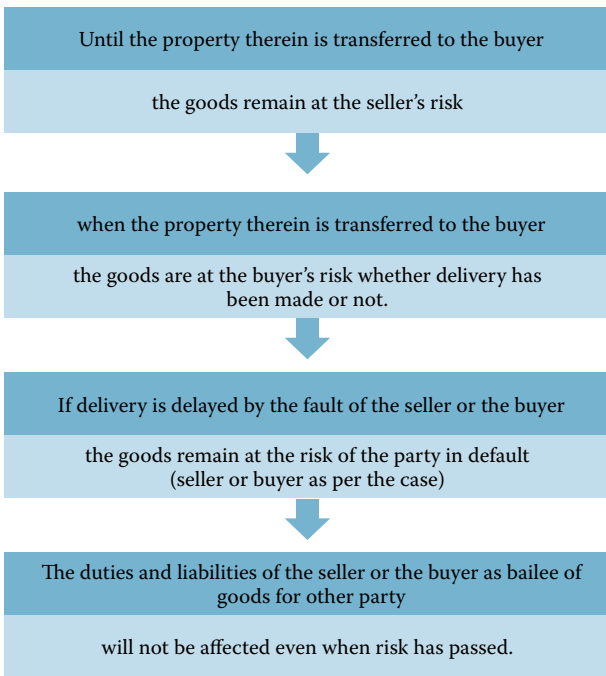 Until the property therein is transferred to the buyer
the goods remain at the seller’s risk
when the property therein is transferred to the buyer
the goods are at the buyer’s risk whether delivery has
been made or not.
If delivery is delayed by the fault of the seller or the buyer
the goods remain at the risk of the party in default
(seller or buyer as per the case)
The duties and liabilities of the seller or the buyer as bailee of
goods for other party
will not be affected even when risk has passed.